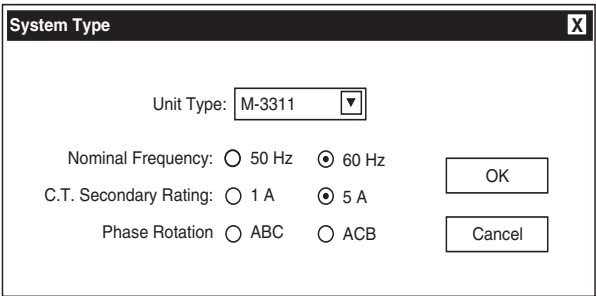 System Type X
Unit Type: M-3311
Nominal Frequency: 50 Hz 60 Hz
C.T. Secondary Rating: 1 A 5 A
OK
Phase Rotation ABC ACB
Cancel